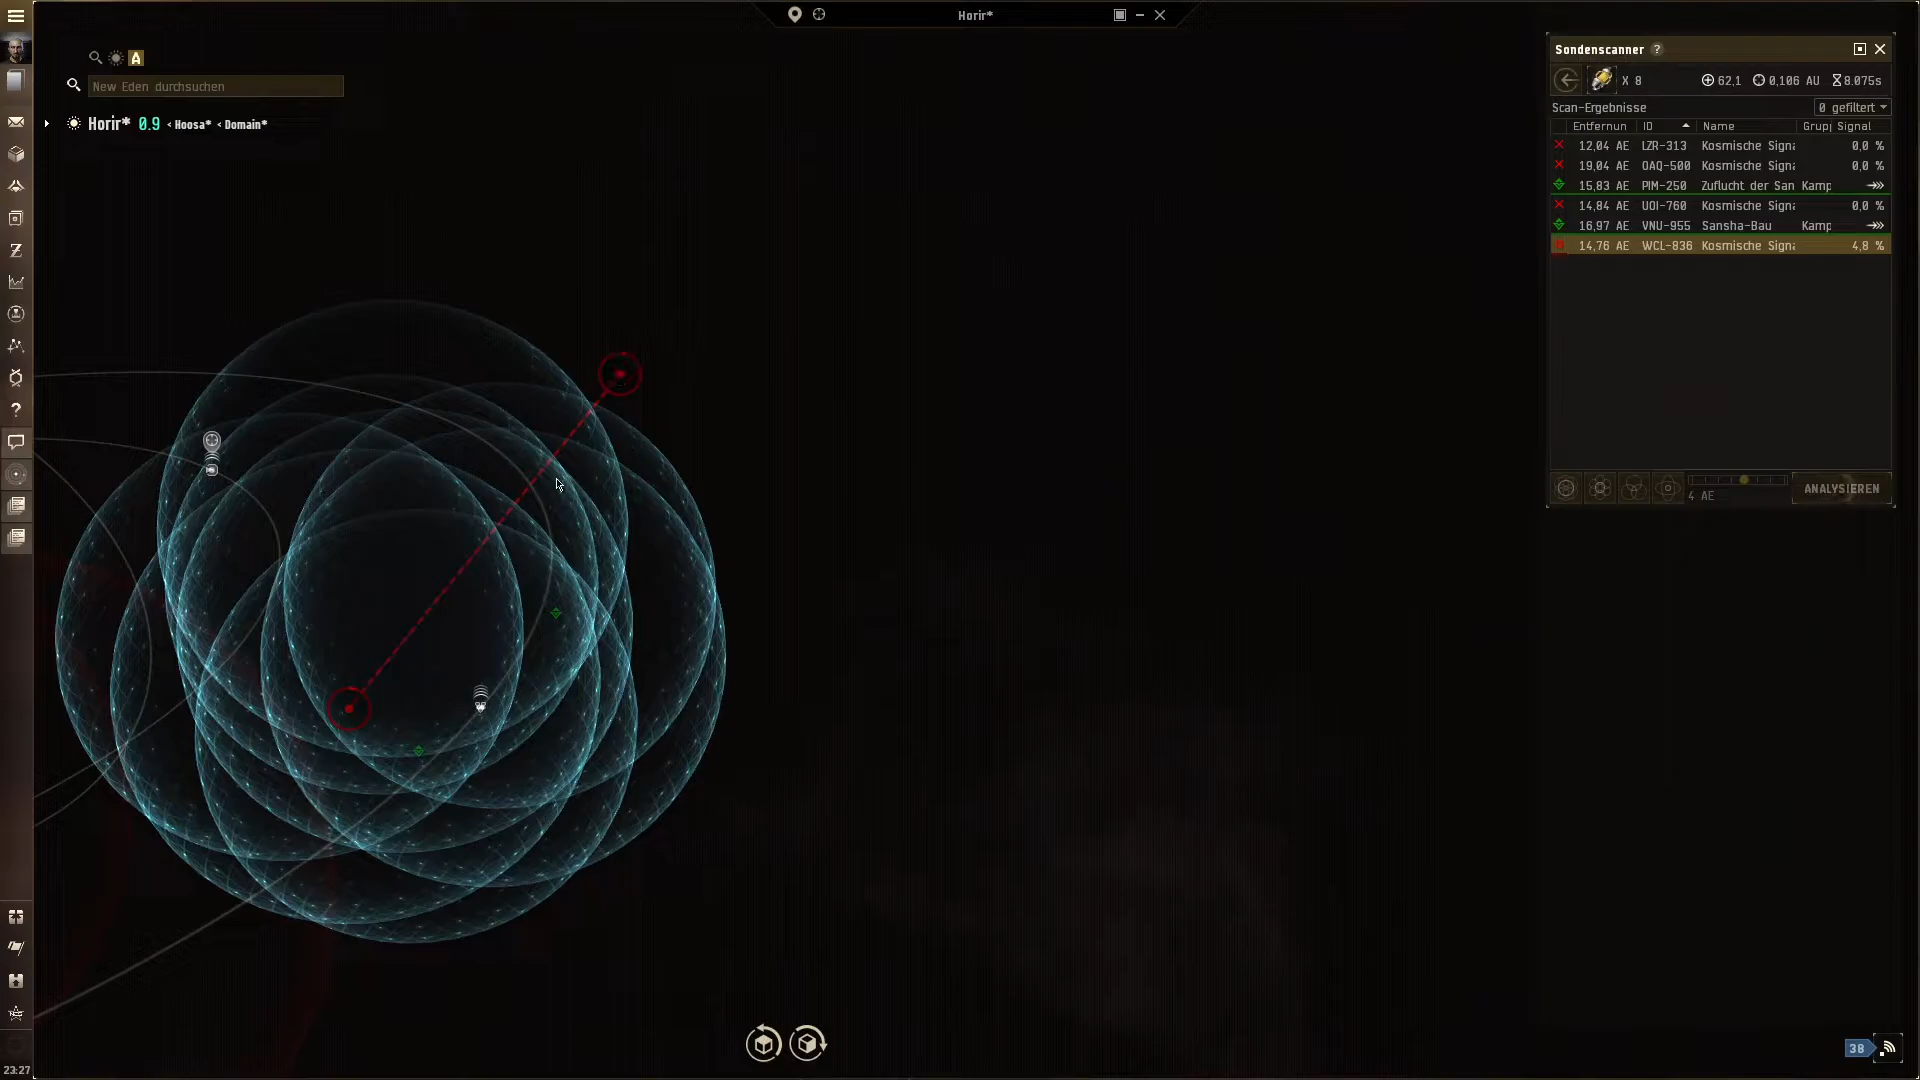 Horir*
A
New Eden durchsuchen
Horir* 0.9 < Hoosa* < Domain*
Sondenscanner ?
X 8 62,1 0,106 AU 8.075s
Scan-Ergebnisse 0 gefiltert
Entfernun ID Name Grup Signal
12,04 AE LZR-313 Kosmische Signa 0,0 %
19,04 AE OAQ-500 Kosmische Signa 0,0 %
15,83 AE PIM-250 Zuflucht der San Kamp
14,84 AE UOI-760 Kosmische Signa 0,0 %
16,97 AE VNU-955 Sansha-Bau Kamp
14,76 AE WCL-836 Kosmische Signa 4,8 %
4 AE
ANALYSIEREN
38
23:27